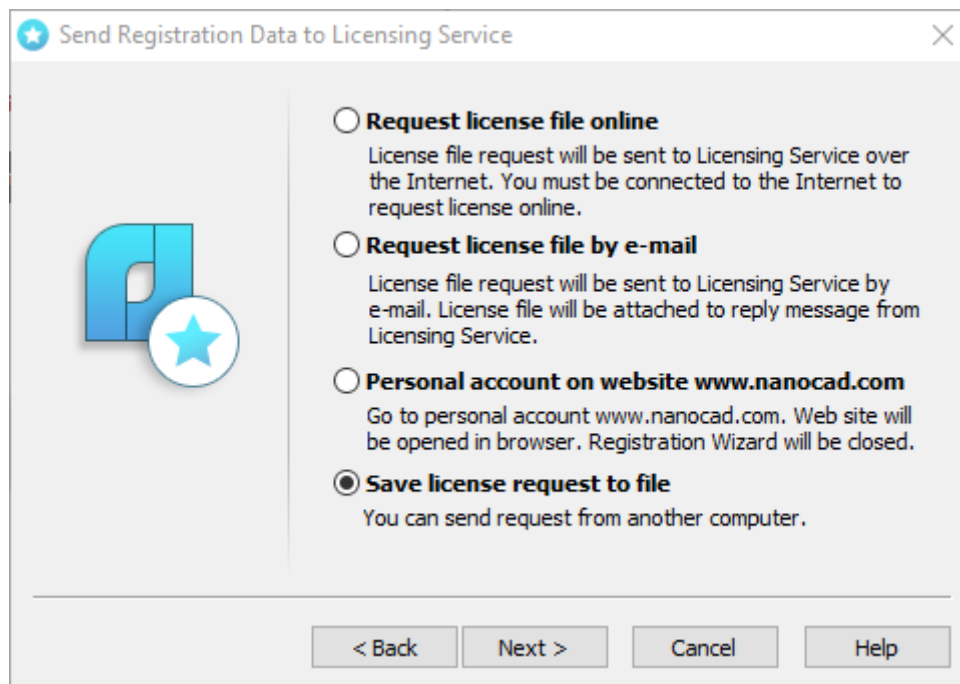 Send Registration Data to Licensing Service
Request license file online
License file request will be sent to Licensing Service over
the Internet. You must be connected to the Internet to
request license online.
Request license file by e-mail
License file request will be sent to Licensing Service by
e-mail. License file will be attached to reply message from
Licensing Service.
Personal account on website www.nanocad.com
Go to personal account www.nanocad.com. Web site will
be opened in browser. Registration Wizard will be closed.
Save license request to file
You can send request from another computer.
< Back
Next >
Cancel
Help